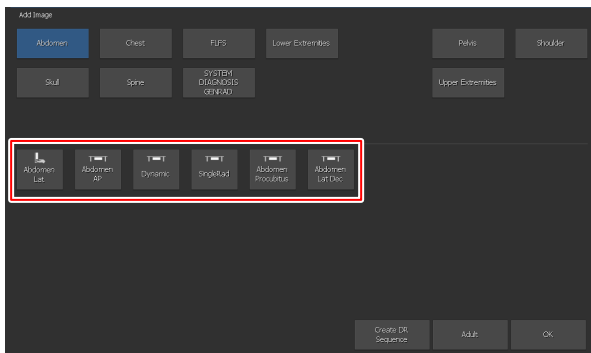 Add Image
Abdomen
Chest
FLFS
Lower Extremities
Pelvis
Shoulder
Skull
Spine
SYSTEM
DIAGNOSIS
GENRAD
Upper Extremities
Abdomen
Lat.
Abdomen
AP
Dynamic
SingleRad
Abdomen
Procubitus
Abdomen
Lat Dec
Create DR
Sequence
Adult
OK